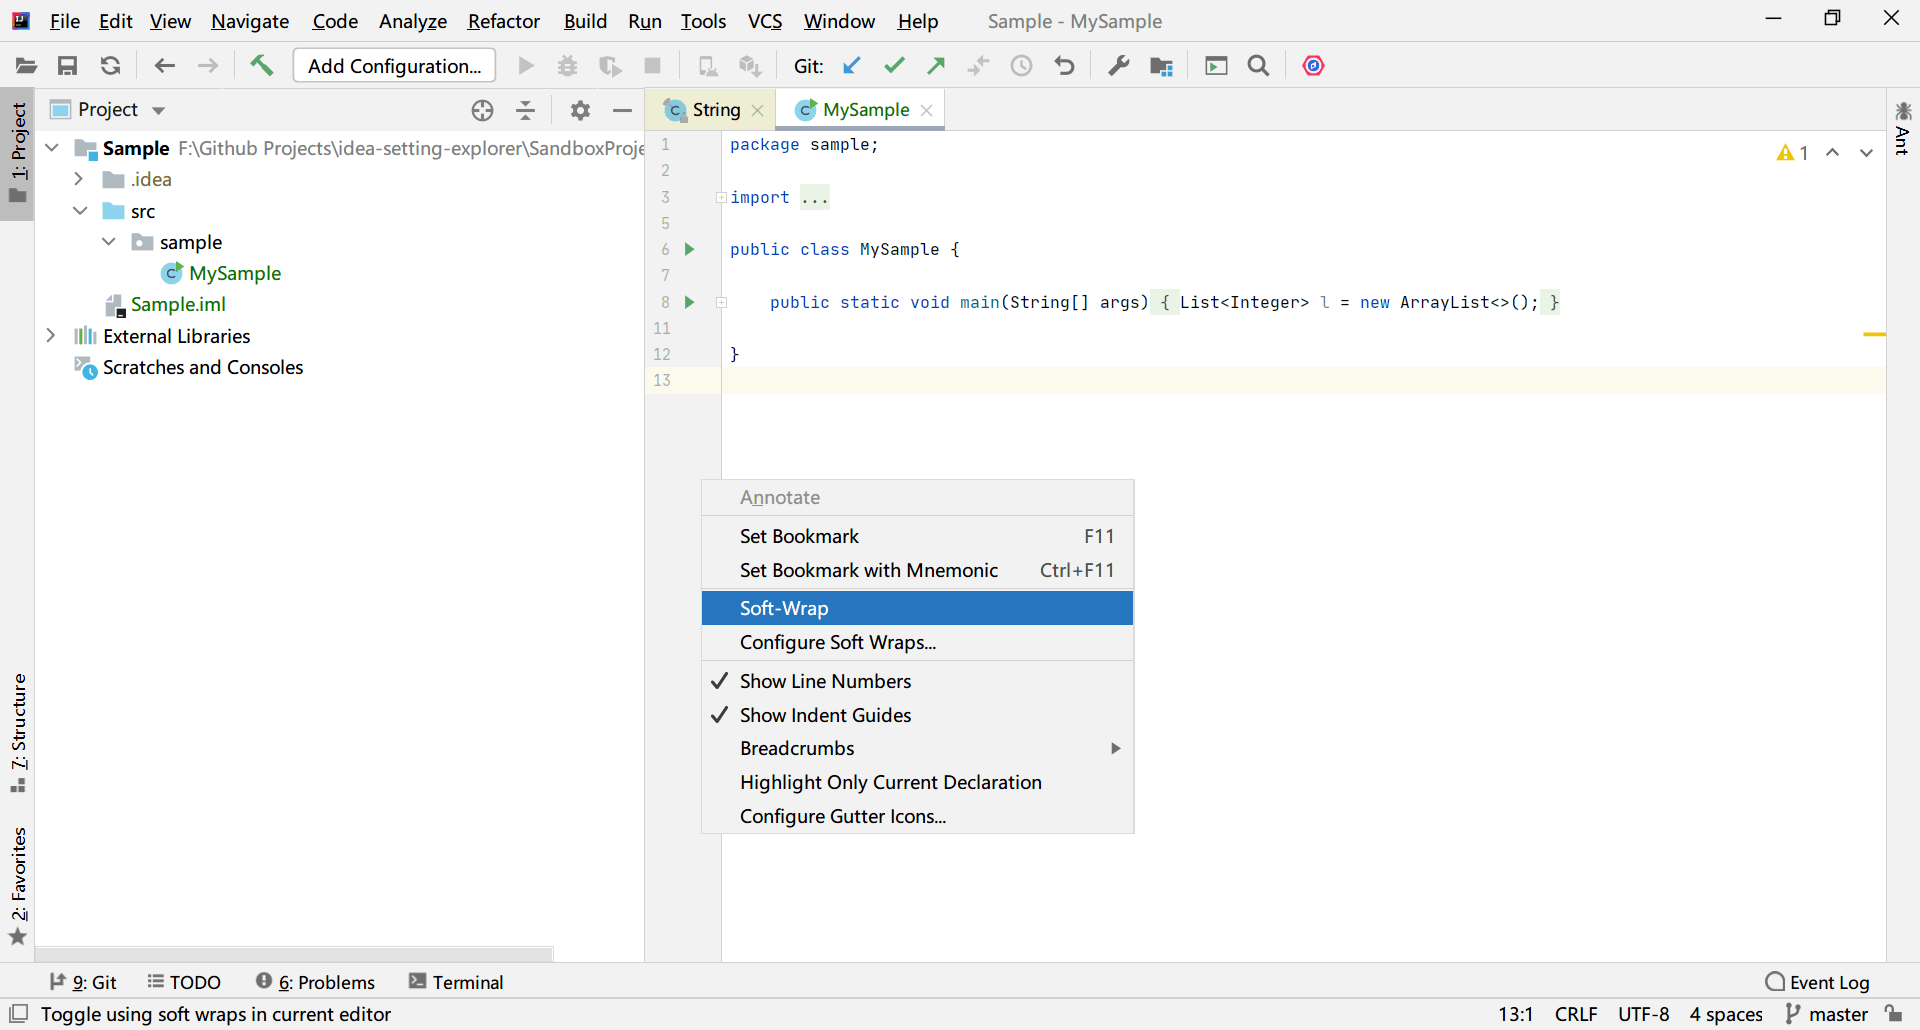 File Edit View Navigate Code Analyze Refactor Build Run Tools VCS Window Help Sample - MySample
Add Configuration... Git:
Project
String MySample
1: Project
Sample F:\Github Projects\idea-setting-explorer\SandboxProje
.idea
src
sample
MySample
Sample.iml
External Libraries
Scratches and Consoles
7: Structure
2: Favorites
1 package sample;
2
3 import ...
5
6 public class MySample {
7
8 public static void main(String[] args) { List<Integer> l = new ArrayList<>(); }
11
12 }
13
1
Ant
Annotate
Set Bookmark F11
Set Bookmark with Mnemonic Ctrl+F11
Soft-Wrap
Configure Soft Wraps...
Show Line Numbers
Show Indent Guides
Breadcrumbs
Highlight Only Current Declaration
Configure Gutter Icons...
9: Git TODO 6: Problems Terminal Event Log
Toggle using soft wraps in current editor 13:1 CRLF UTF-8 4 spaces master